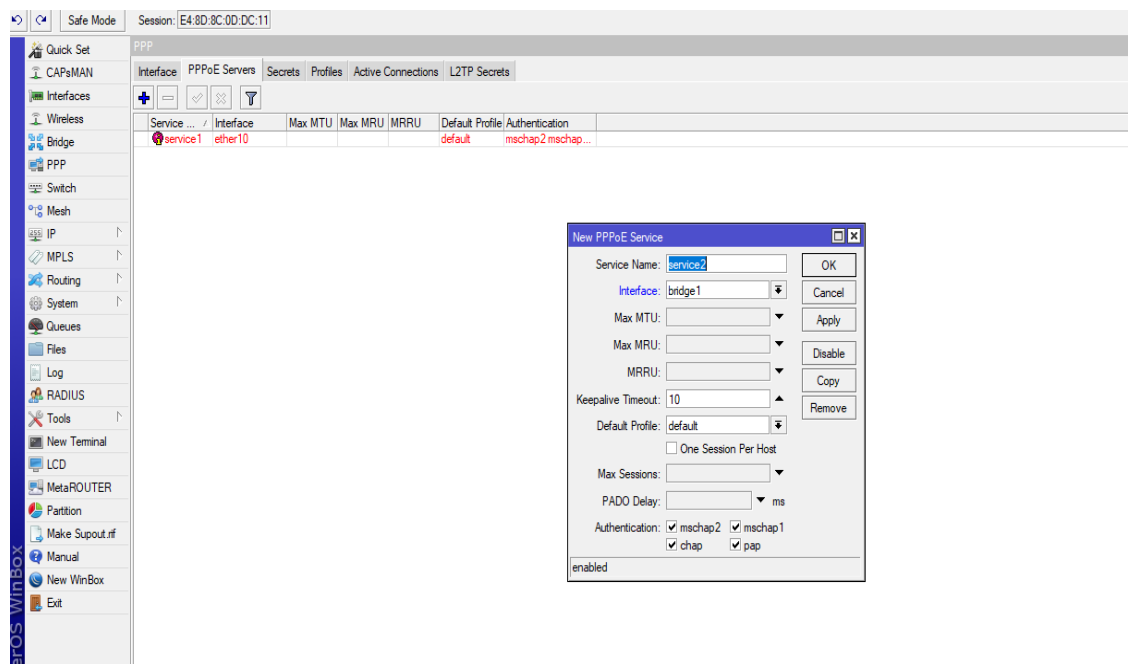 Safe Mode Session: E4:8D:8C:0D:DC:11
Quick Set
CAPsMAN
Interfaces
Wireless
Bridge
PPP
Switch
Mesh
IP
MPLS
Routing
System
Queues
Files
Log
RADIUS
Tools
New Terminal
LCD
MetaROUTER
Partition
Make Supout.rif
Manual
New WinBox
Exit
erOS WinBox
PPP
Interface PPPoE Servers Secrets Profiles Active Connections L2TP Secrets
Service ... / Interface Max MTU Max MRU MRRU Default Profile Authentication
service1 ether10 default mschap2 mschap...
New PPPoE Service
Service Name: service2 OK
Interface: bridge1 Cancel
Max MTU: Apply
Max MRU:
Disable
MRRU:
Copy
Keepalive Timeout: 10
Remove
Default Profile: default
One Session Per Host
Max Sessions:
PADO Delay: ms
Authentication: mschap2 mschap1
chap pap
enabled